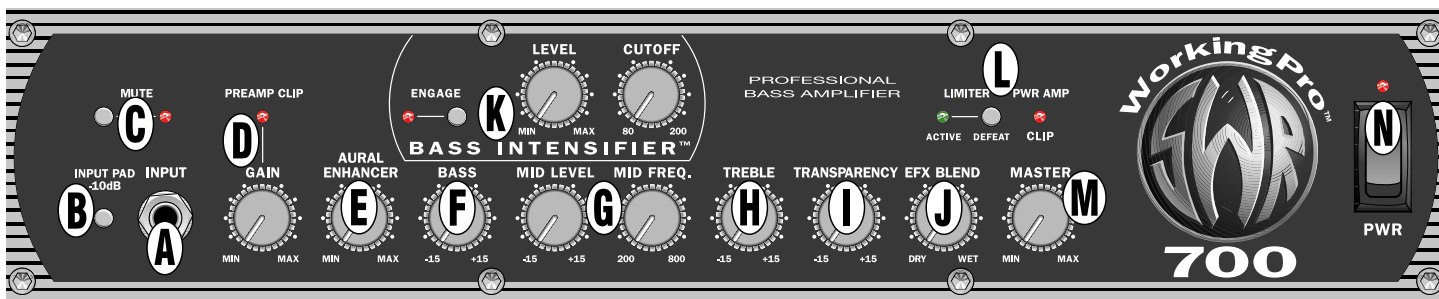 MUTE
C
PREAMP CLIP
D
ENGAGE
K
LEVEL
MIN MAX
CUTOFF
80 200
BASS INTENSIFIER™
PROFESSIONAL
BASS AMPLIFIER
L
LIMITER
ACTIVE DEFEAT
PWR AMP
CLIP
WorkingPro™
SWR
700
N
PWR
INPUT PAD
-10dB
B
INPUT
A
GAIN
MIN MAX
AURAL
ENHANCER
E
BASS
F
-15 +15
MID LEVEL
-15 +15
G
MID FREQ.
200 800
TREBLE
H
-15 +15
TRANSPARENCY
I
-15 +15
EFX BLEND
J
DRY WET
MASTER
M
MIN MAX